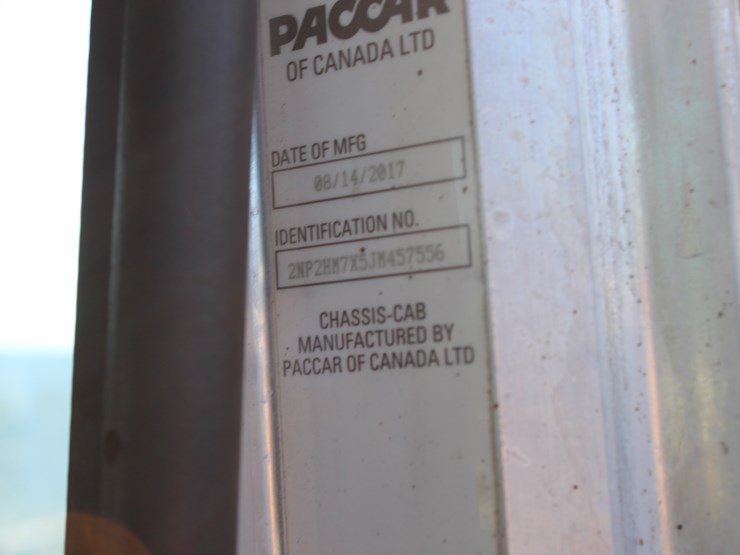 PACCAR
OF CANADA LTD
DATE OF MFG
08/14/2017
IDENTIFICATION NO.
2NP2HM7X5JM457556
CHASSIS-CAB
MANUFACTURED BY
PACCAR OF CANADA LTD